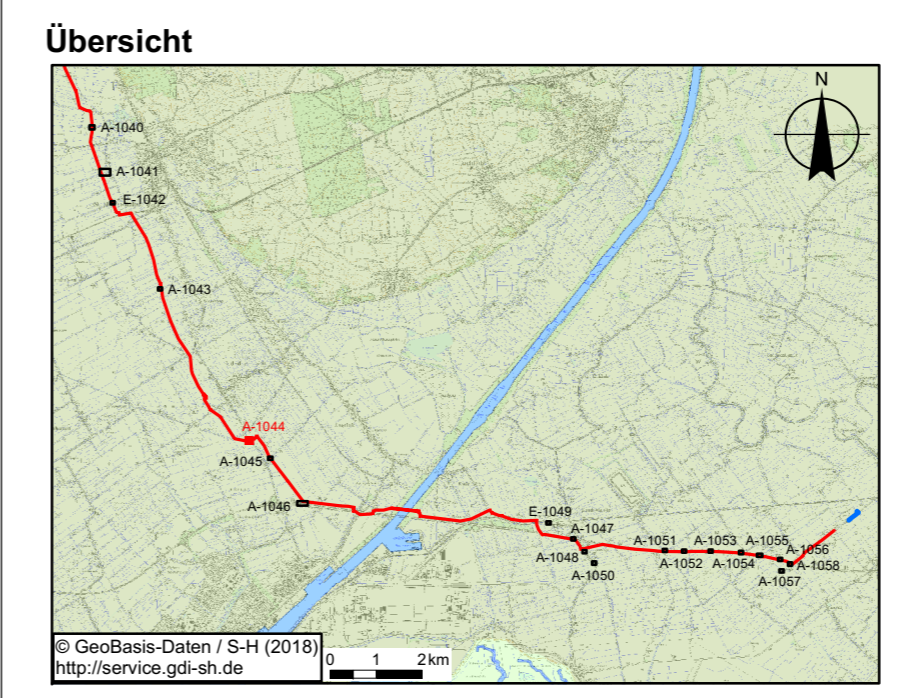 Übersicht
N
A-1040
A-1041
E-1042
A-1043
A-1044
A-1045
A-1046
E-1049
A-1047
A-1048
A-1050
A-1051
A-1053
A-1055
A-1056
A-1052
A-1054
A-1058
A-1057
© GeoBasis-Daten / S-H (2018)
http://service.gdi-sh.de
0 1 2 km